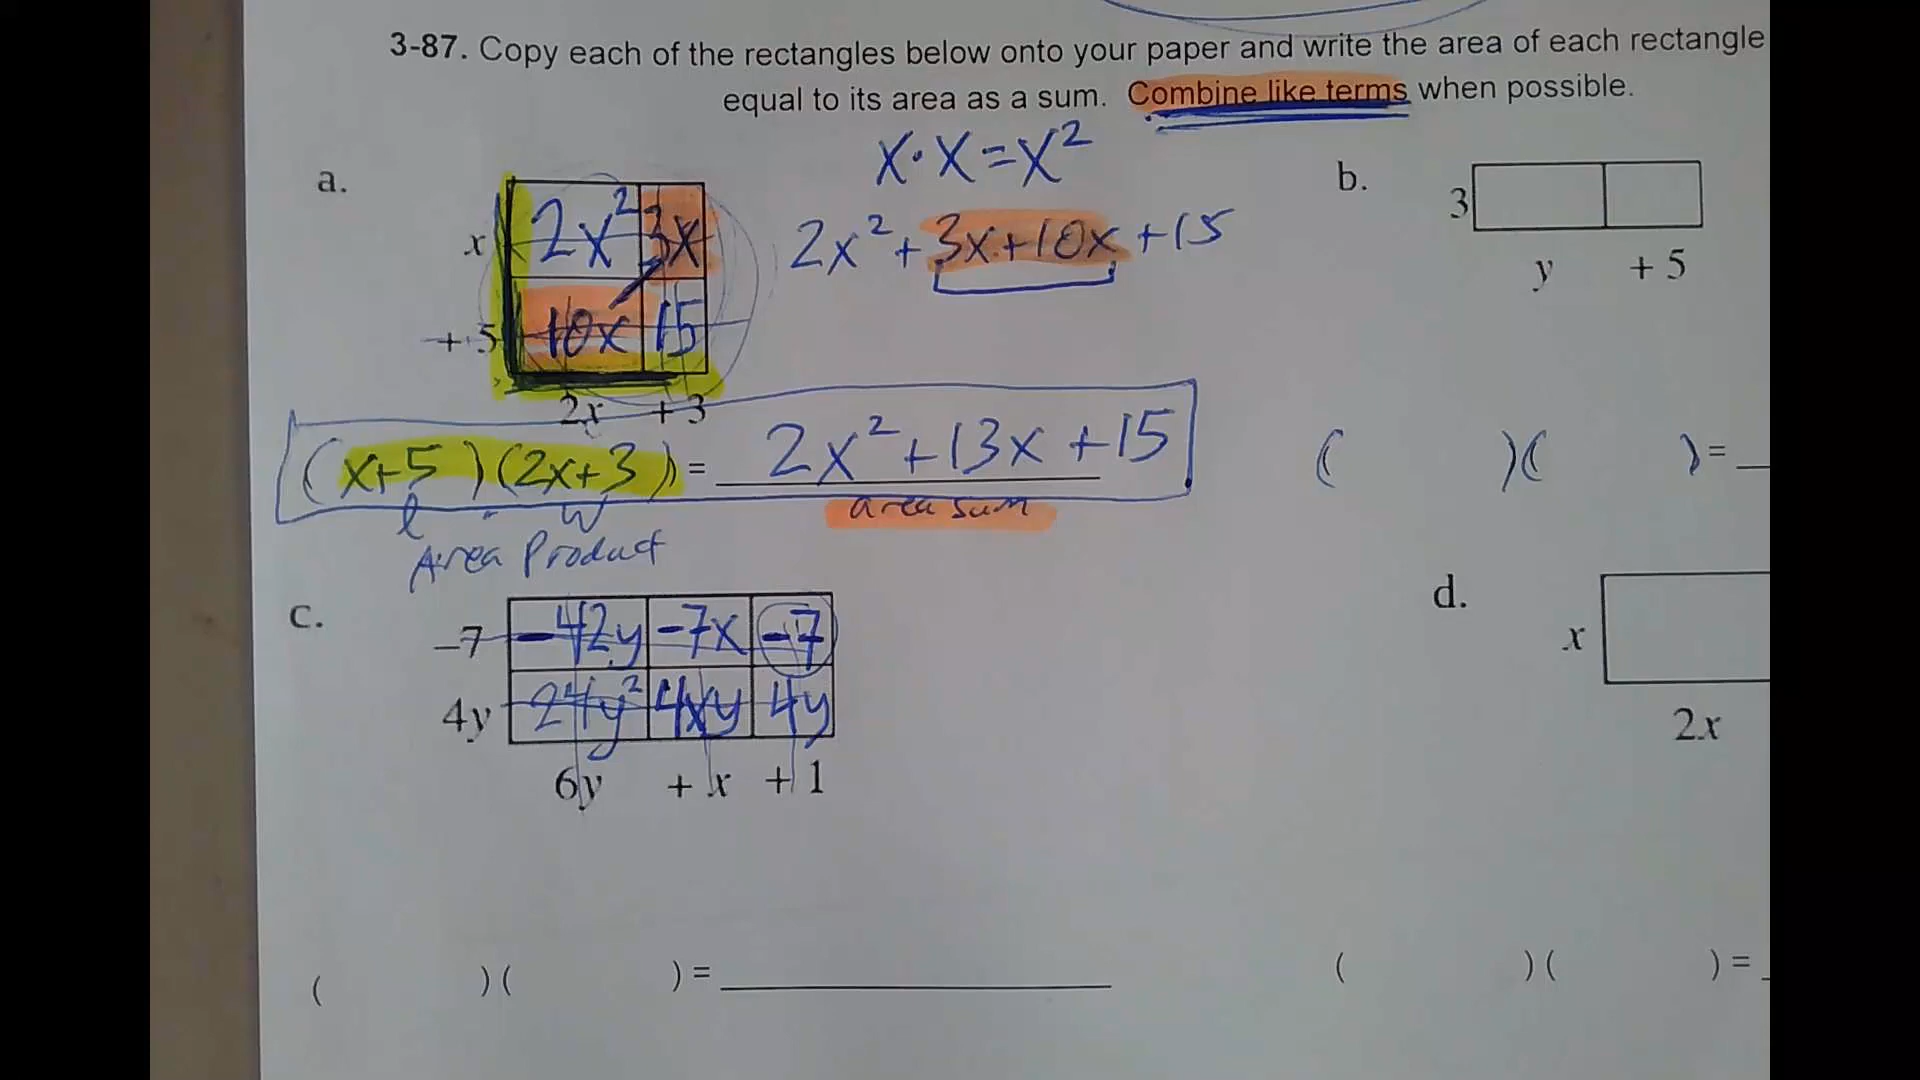 3-87. Copy each of the rectangles below onto your paper and write the area of each rectangle
equal to its area as a sum. Combine like terms when possible.
x·x=x²
a.
x
2x² 3x
2x²+3x+10x+15
+ 5
10x 15
2x + 3
(x+5)(2x+3) = 2x²+13x+15
l · w
area sum
Area Product
b.
3
y + 5
( )( ) =
c.
–7
-42y -7x -7
4y
24y² 4xy 4y
6y + x + 1
( ) ( ) =
d.
x
2x
( ) ( ) =